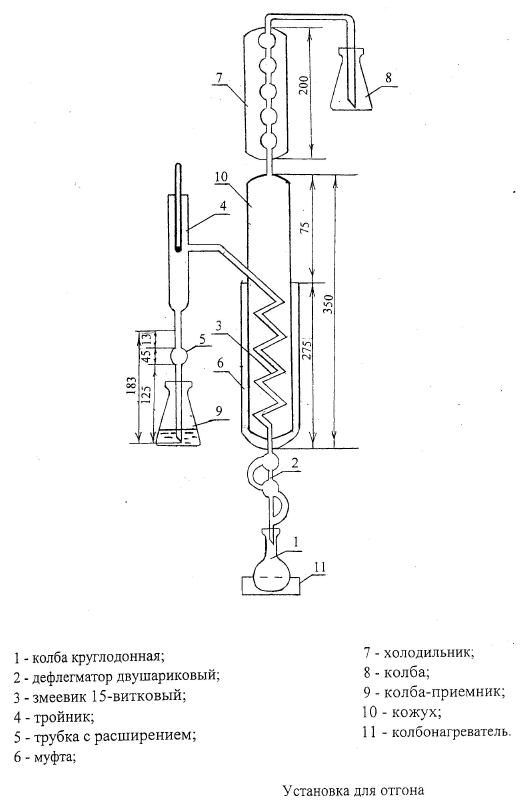 7
200
8
10
4
75
350
3
275
5
13
45
183
125
6
9
2
1
11
1 - колба круглодонная;
2 - дефлегматор двушариковый;
3 - змеевик 15-витковый;
4 - тройник;
5 - трубка с расширением;
6 - муфта;
7 - холодильник;
8 - колба;
9 - колба-приемник;
10 - кожух;
11 - колбонагреватель.
Установка для отгона